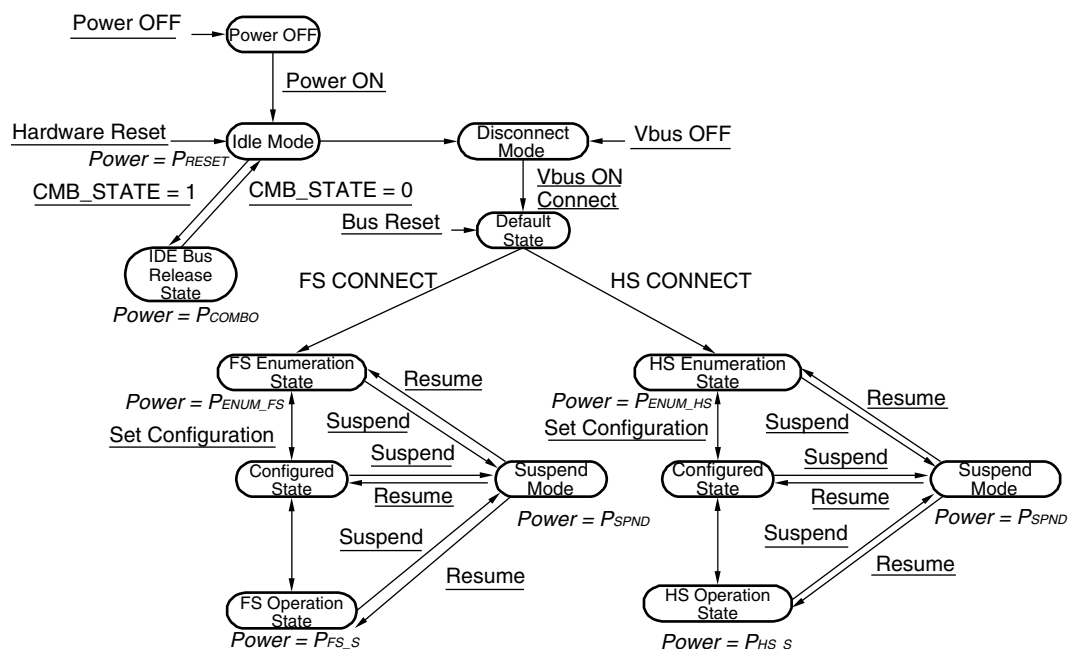 Power OFF
Power OFF
Power ON
Hardware Reset
Idle Mode
Disconnect
Mode
Vbus OFF
Power = PRESET
CMB_STATE = 1
CMB_STATE = 0
Vbus ON
Connect
Bus Reset
Default
State
IDE Bus
Release
State
Power = PCOMBO
FS CONNECT
HS CONNECT
FS Enumeration
State
Resume
Power = PENUM_FS
Suspend
Set Configuration
Configured
State
Suspend
Resume
Suspend
Mode
Power = PSPND
Suspend
Resume
FS Operation
State
Power = PFS_S
HS Enumeration
State
Resume
Power = PENUM_HS
Suspend
Set Configuration
Configured
State
Suspend
Resume
Suspend
Mode
Power = PSPND
Suspend
Resume
HS Operation
State
Power = PHS_S